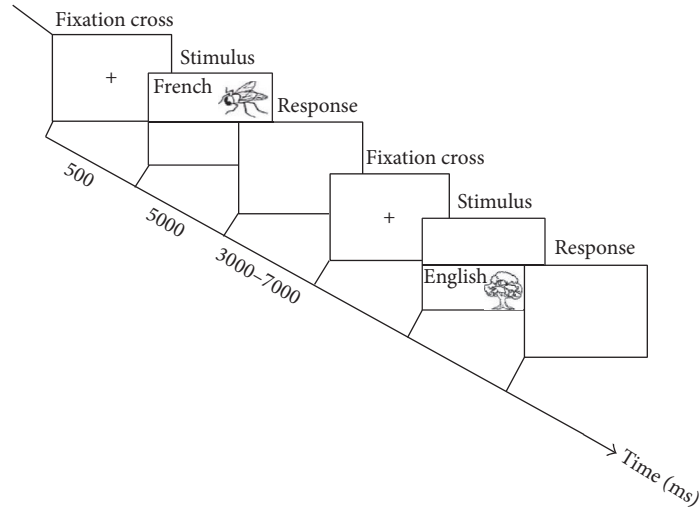 Fixation cross
+
Stimulus
French
Response
500
5000
3000–7000
Fixation cross
+
Stimulus
English
Response
Time (ms)